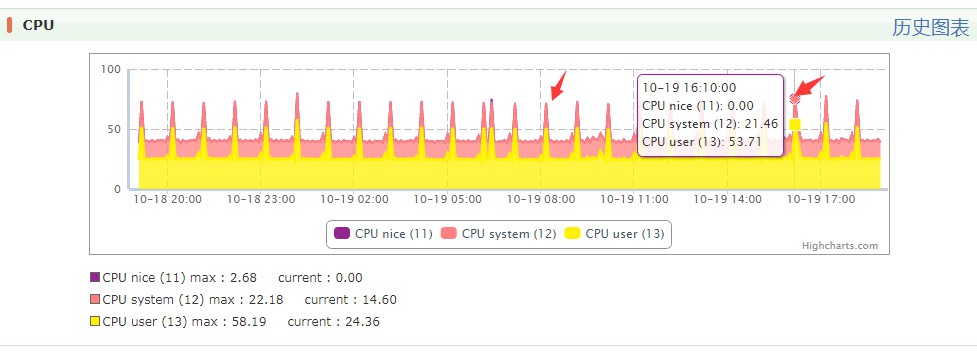 CPU
历史图表
100
50
0
10-18 20:00 10-18 23:00 10-19 02:00 10-19 05:00 10-19 08:00 10-19 11:00 10-19 14:00 10-19 17:00
10-19 16:10:00
CPU nice (11): 0.00
CPU system (12): 21.46
CPU user (13): 53.71
CPU nice (11) CPU system (12) CPU user (13)
Highcharts.com
CPU nice (11) max : 2.68 current : 0.00
CPU system (12) max : 22.18 current : 14.60
CPU user (13) max : 58.19 current : 24.36